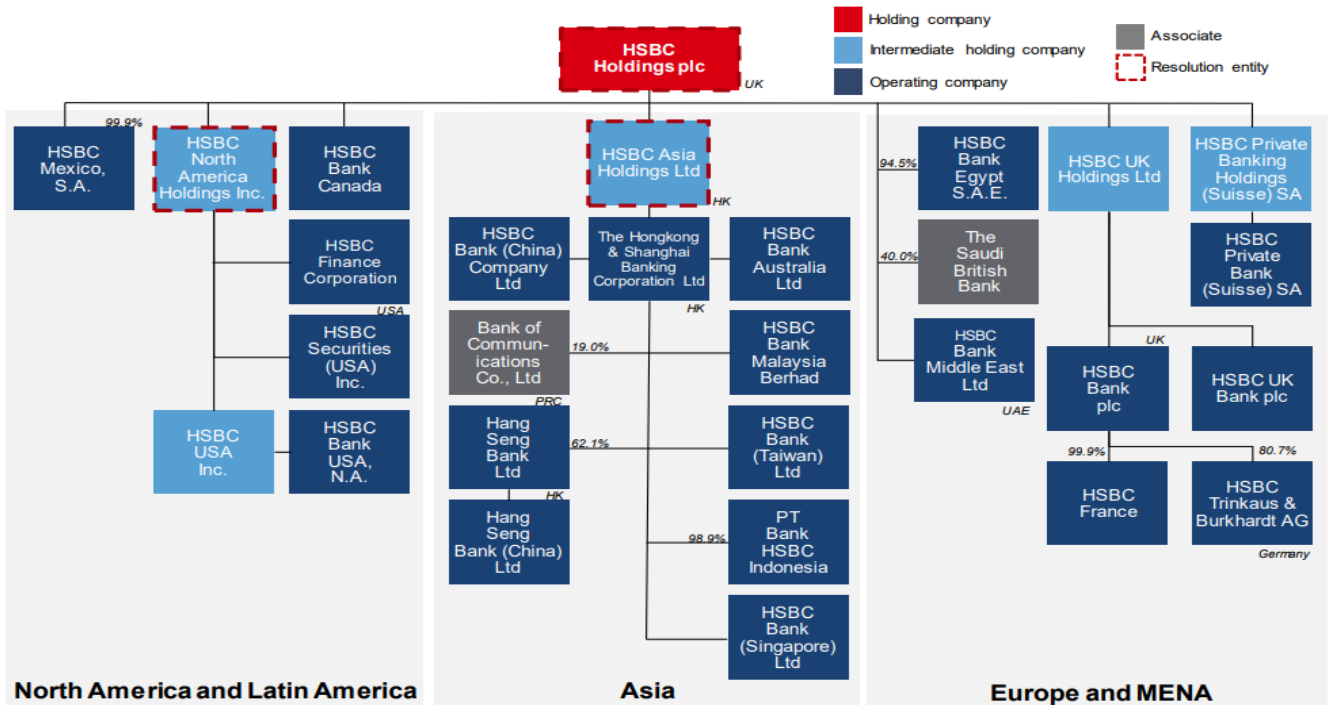 HSBC
Holdings plc
UK
Holding company
Intermediate holding company
Operating company
Associate
Resolution entity
99.9%
HSBC
Mexico,
S.A.
HSBC
North
America
Holdings Inc.
HSBC
Bank
Canada
HSBC
Finance
Corporation
USA
HSBC
Securities
(USA)
Inc.
HSBC
USA
Inc.
HSBC
Bank
USA,
N.A.
North America and Latin America
HSBC Asia
Holdings Ltd
HK
HSBC
Bank (China)
Company
Ltd
The Hongkong
& Shanghai
Banking
Corporation Ltd
HK
HSBC
Bank
Australia
Ltd
Bank of
Commun-
ications
Co., Ltd
PRC
19.0%
HSBC
Bank
Malaysia
Berhad
Hang
Seng
Bank
Ltd
HK
62.1%
HSBC
Bank
(Taiwan)
Ltd
Hang
Seng
Bank (China)
Ltd
98.9%
PT
Bank
HSBC
Indonesia
HSBC
Bank
(Singapore)
Ltd
Asia
94.5%
HSBC
Bank
Egypt
S.A.E.
HSBC UK
Holdings Ltd
HSBC Private
Banking
Holdings
(Suisse) SA
40.0%
The
Saudi
British
Bank
HSBC
Private
Bank
(Suisse) SA
HSBC
Bank
Middle East
Ltd
UAE
UK
HSBC
Bank
plc
HSBC UK
Bank plc
99.9%
HSBC
France
80.7%
HSBC
Trinkaus &
Burkhardt AG
Germany
Europe and MENA